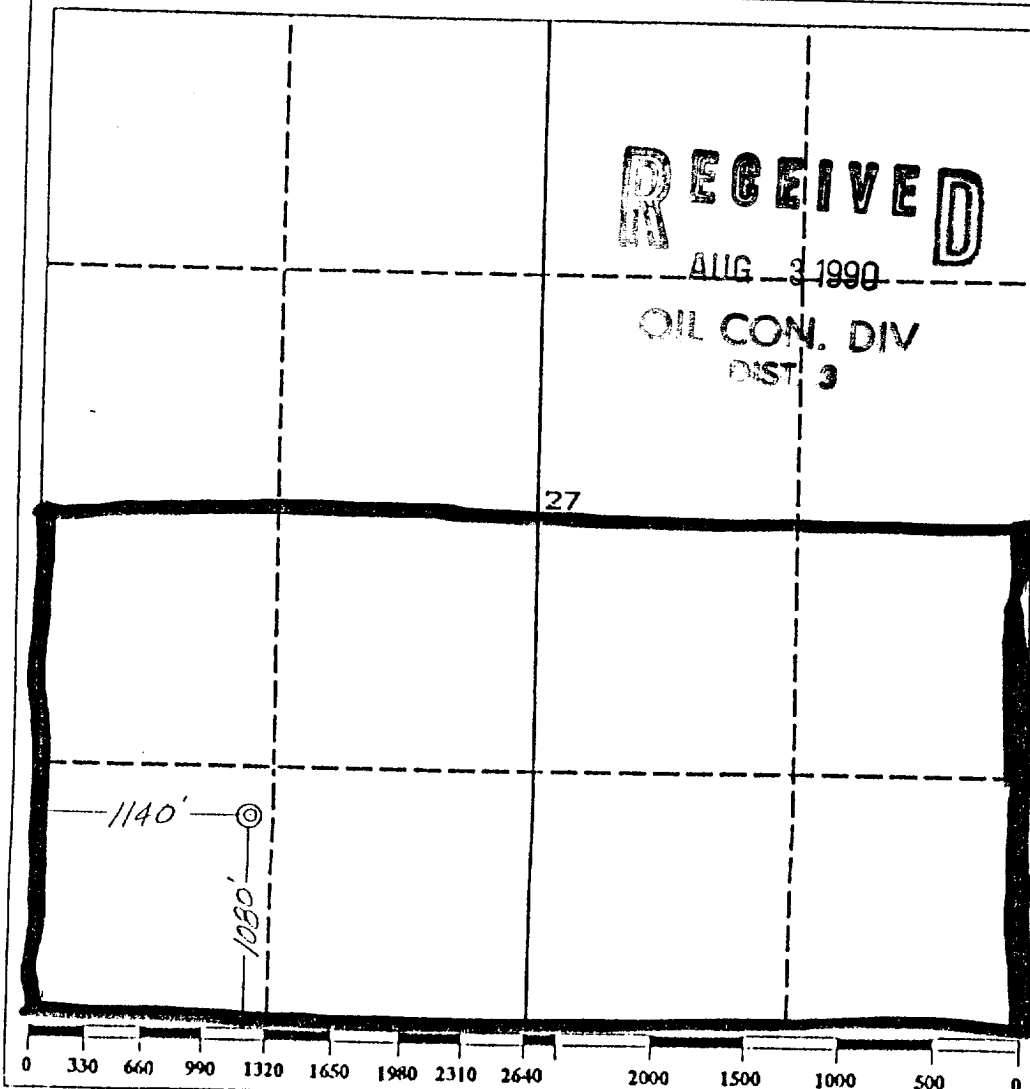 RECEIVED
AUG 3 1990
OIL CON. DIV
DIST. 3
27
1140'
1080'
0 330 660 990 1320 1650 1980 2310 2640 2000 1500 1000 500 0